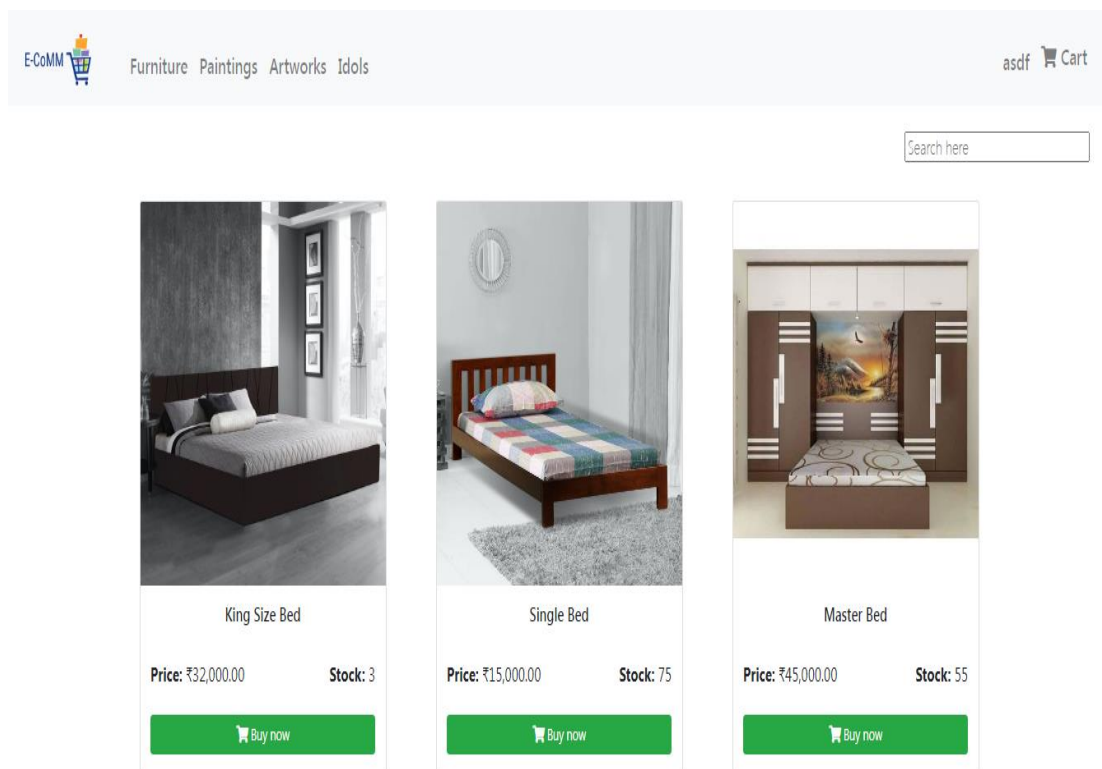 E-CoMM
Furniture Paintings Artworks Idols
asdf Cart
Search here
King Size Bed
Single Bed
Master Bed
Price: ₹32,000.00 Stock: 3
Price: ₹15,000.00 Stock: 75
Price: ₹45,000.00 Stock: 55
Buy now
Buy now
Buy now